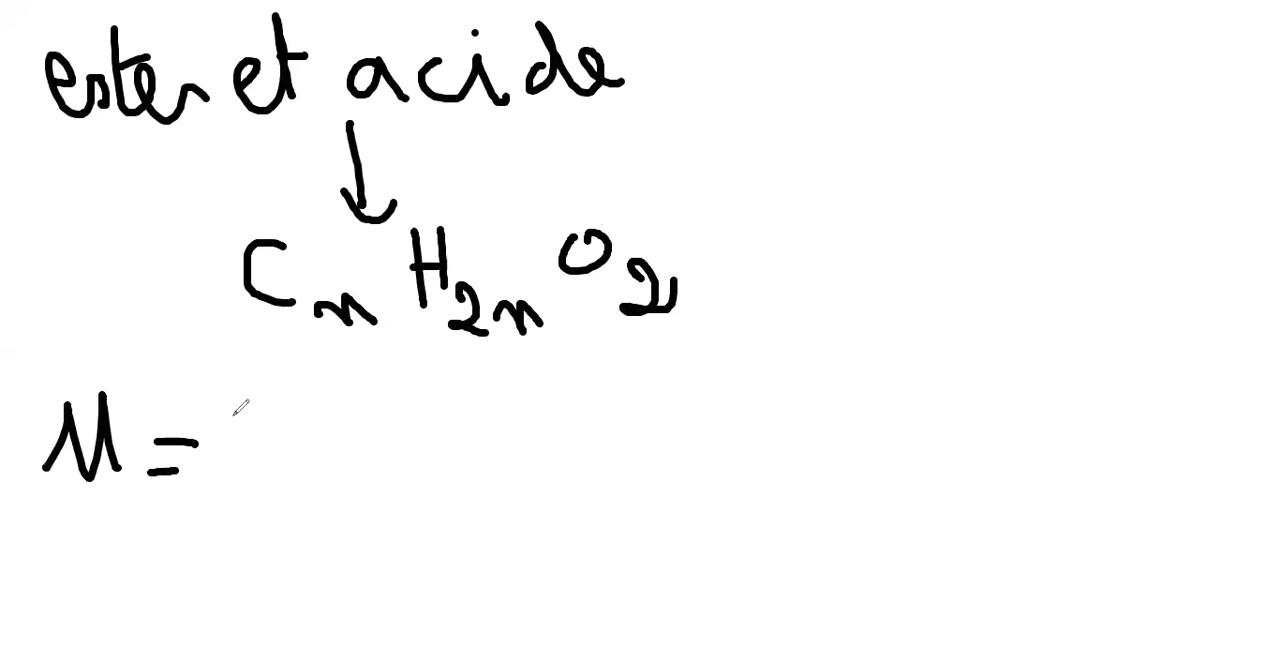 ester et acide
CnH2nO2
M =